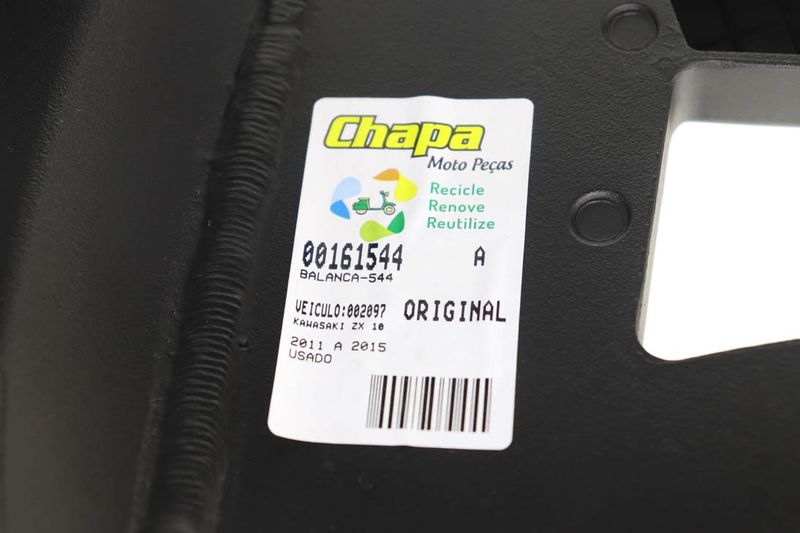 Chapa
Moto Peças
Recicle
Renove
Reutilize
00161544 A
BALANCA-544
VEICULO:002097 ORIGINAL
KAWASAKI ZX 10
2011 A 2015
USADO